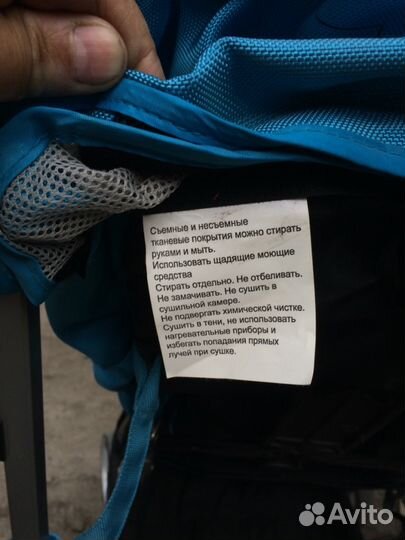 Съемные и несъемные
тканевые покрытия можно стирать
руками и мыть.
Использовать щадящие моющие
средства
Стирать отдельно. Не отбеливать.
Не замачивать. Не сушить в
сушильной камере.
Не подвергать химической чистке.
Сушить в тени, не использовать
нагревательные приборы и
избегать попадания прямых
лучей при сушке.
Avito